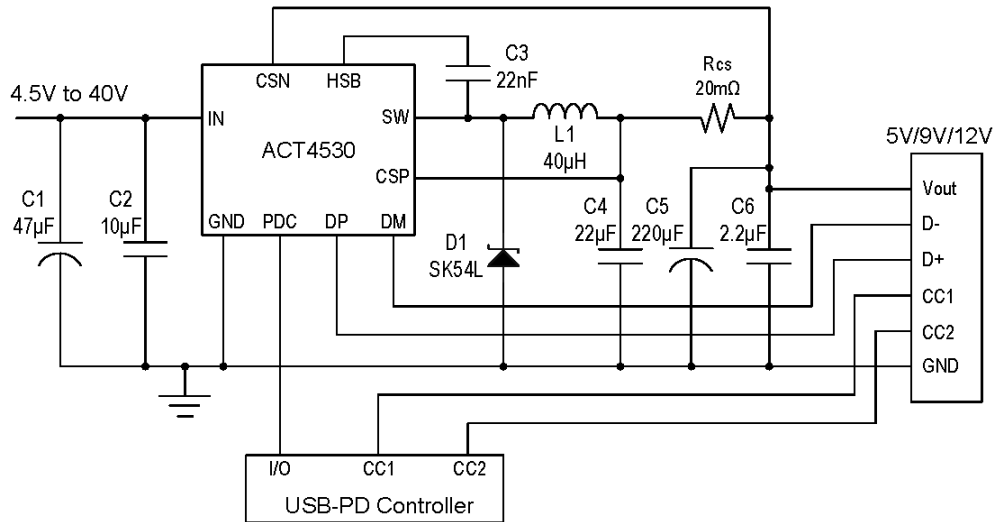 CSN
HSB
C3
22nF
Rcs
20mΩ
4.5V to 40V
IN
SW
ACT4530
L1
40µH
5V/9V/12V
CSP
Vout
C1
47µF
C2
10µF
GND
PDC
DP
DM
C4
22µF
C5
220µF
C6
2.2µF
D-
D1
SK54L
D+
CC1
CC2
GND
I/O
CC1
CC2
USB-PD Controller